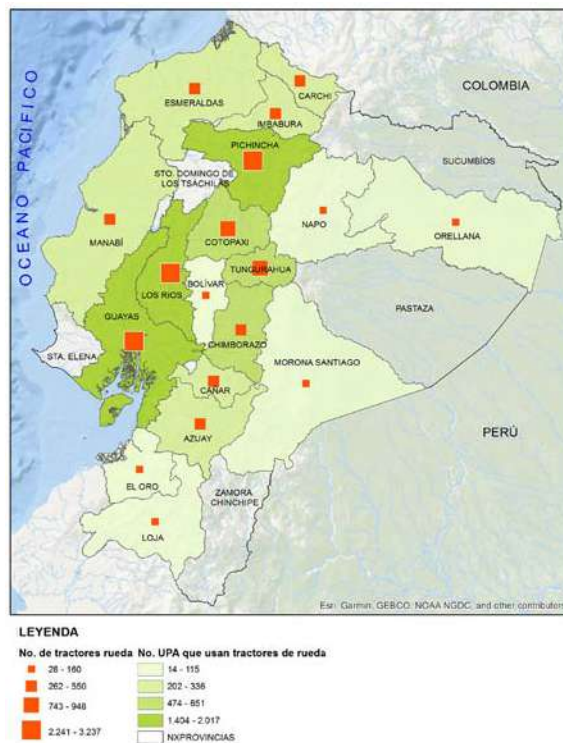 COLOMBIA
CARCHI
ESMERALDAS
IMBABURA
PICHINCHA
OCEANO PACIFICO
SUCUMBÍOS
STO. DOMINGO DE
LOS TSACHILAS
NAPO
ORELLANA
MANABÍ
COTOPAXI
TUNGURAHUA
LOS RIOS
BOLÍVAR
PASTAZA
GUAYAS
CHIMBORAZO
STA. ELENA
MORONA SANTIAGO
CAÑAR
AZUAY
PERÚ
EL ORO
ZAMORA
CHINCHIPE
LOJA
Esri, Garmin, GEBCO, NOAA NGDC, and other contributors
LEYENDA
No. de tractores rueda No. UPA que usan tractores de rueda
26 - 160 14 - 115
262 - 550 202 - 336
743 - 946 474 - 651
2.241 - 3.237 1.404 - 2.017
NXPROVINCIAS